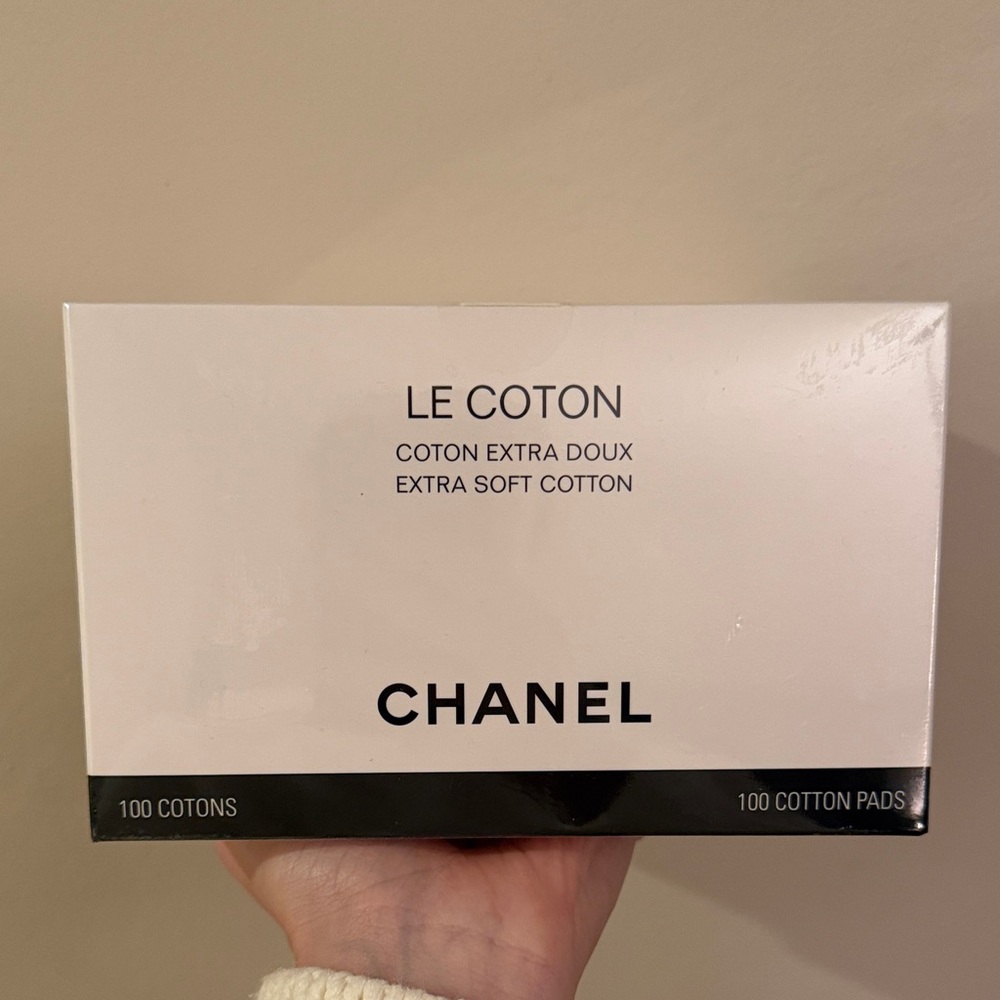 LE COTON
COTON EXTRA DOUX
EXTRA SOFT COTTON
CHANEL
100 COTONS
100 COTTON PADS